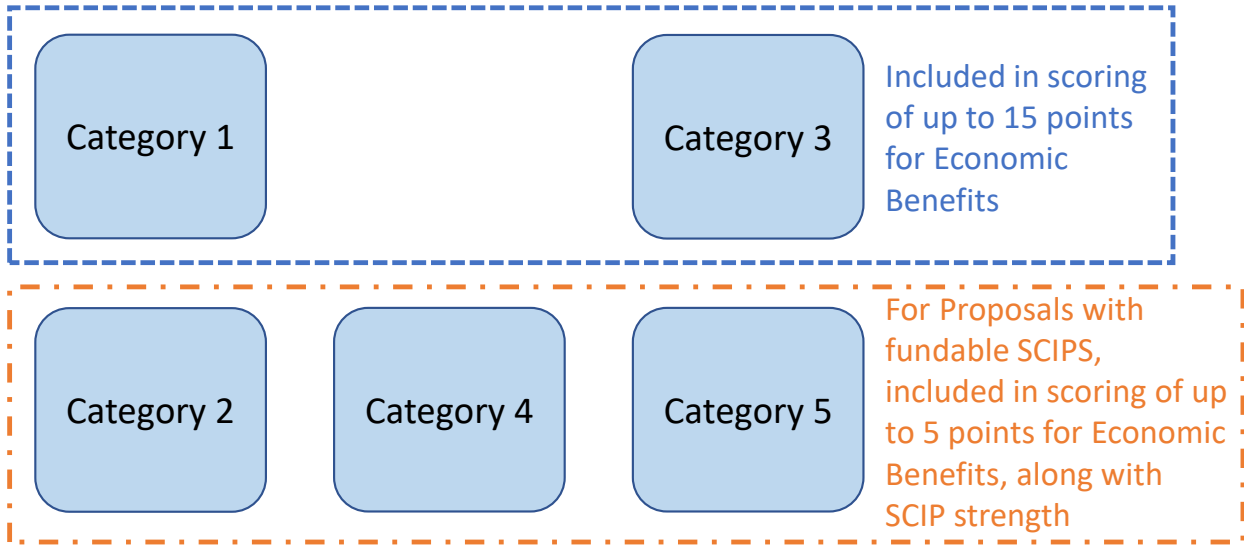 Category 1
Category 3
Included in scoring
of up to 15 points
for Economic
Benefits
Category 2
Category 4
Category 5
For Proposals with
fundable SCIPS,
included in scoring of up
to 5 points for Economic
Benefits, along with
SCIP strength